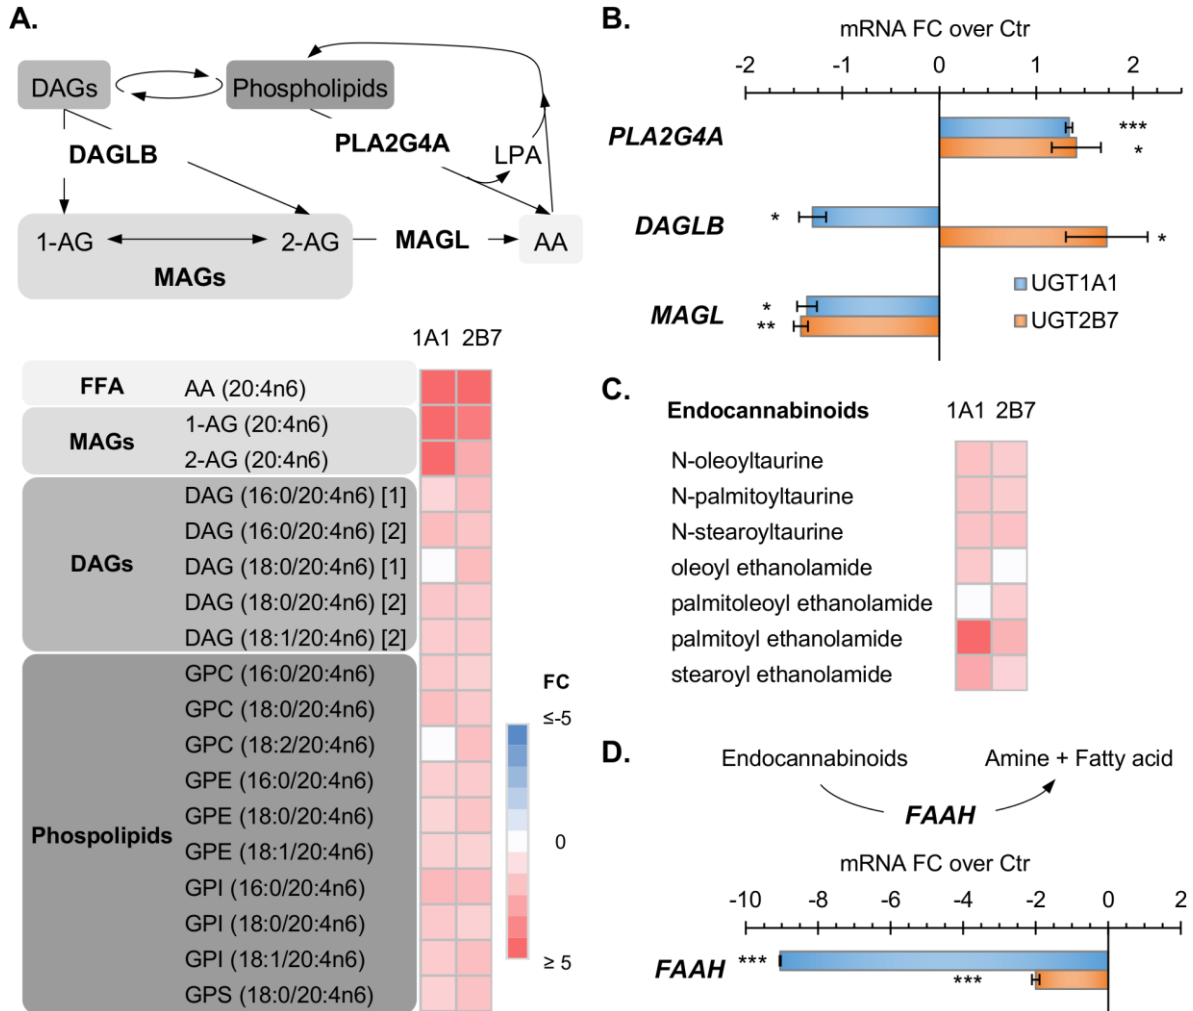 A.
DAGs
Phospholipids
DAGLB
PLA2G4A
LPA
1-AG
2-AG
MAGL
AA
MAGs
1A1 2B7
FFA AA (20:4n6)
MAGs 1-AG (20:4n6)
2-AG (20:4n6)
DAGs DAG (16:0/20:4n6) [1]
DAG (16:0/20:4n6) [2]
DAG (18:0/20:4n6) [1]
DAG (18:0/20:4n6) [2]
DAG (18:1/20:4n6) [2]
Phospolipids GPC (16:0/20:4n6)
GPC (18:0/20:4n6)
GPC (18:2/20:4n6)
GPE (16:0/20:4n6)
GPE (18:0/20:4n6)
GPE (18:1/20:4n6)
GPI (16:0/20:4n6)
GPI (18:0/20:4n6)
GPI (18:1/20:4n6)
GPS (18:0/20:4n6)
FC
≤-5
0
≥ 5
B.
mRNA FC over Ctr
-2 -1 0 1 2
PLA2G4A
***
*
DAGLB
*
*
MAGL
*
**
UGT1A1
UGT2B7
C.
Endocannabinoids 1A1 2B7
N-oleoyltaurine
N-palmitoyltaurine
N-stearoyltaurine
oleoyl ethanolamide
palmitoleoyl ethanolamide
palmitoyl ethanolamide
stearoyl ethanolamide
D.
Endocannabinoids Amine + Fatty acid
FAAH
mRNA FC over Ctr
-10 -8 -6 -4 -2 0 2
FAAH
***
***